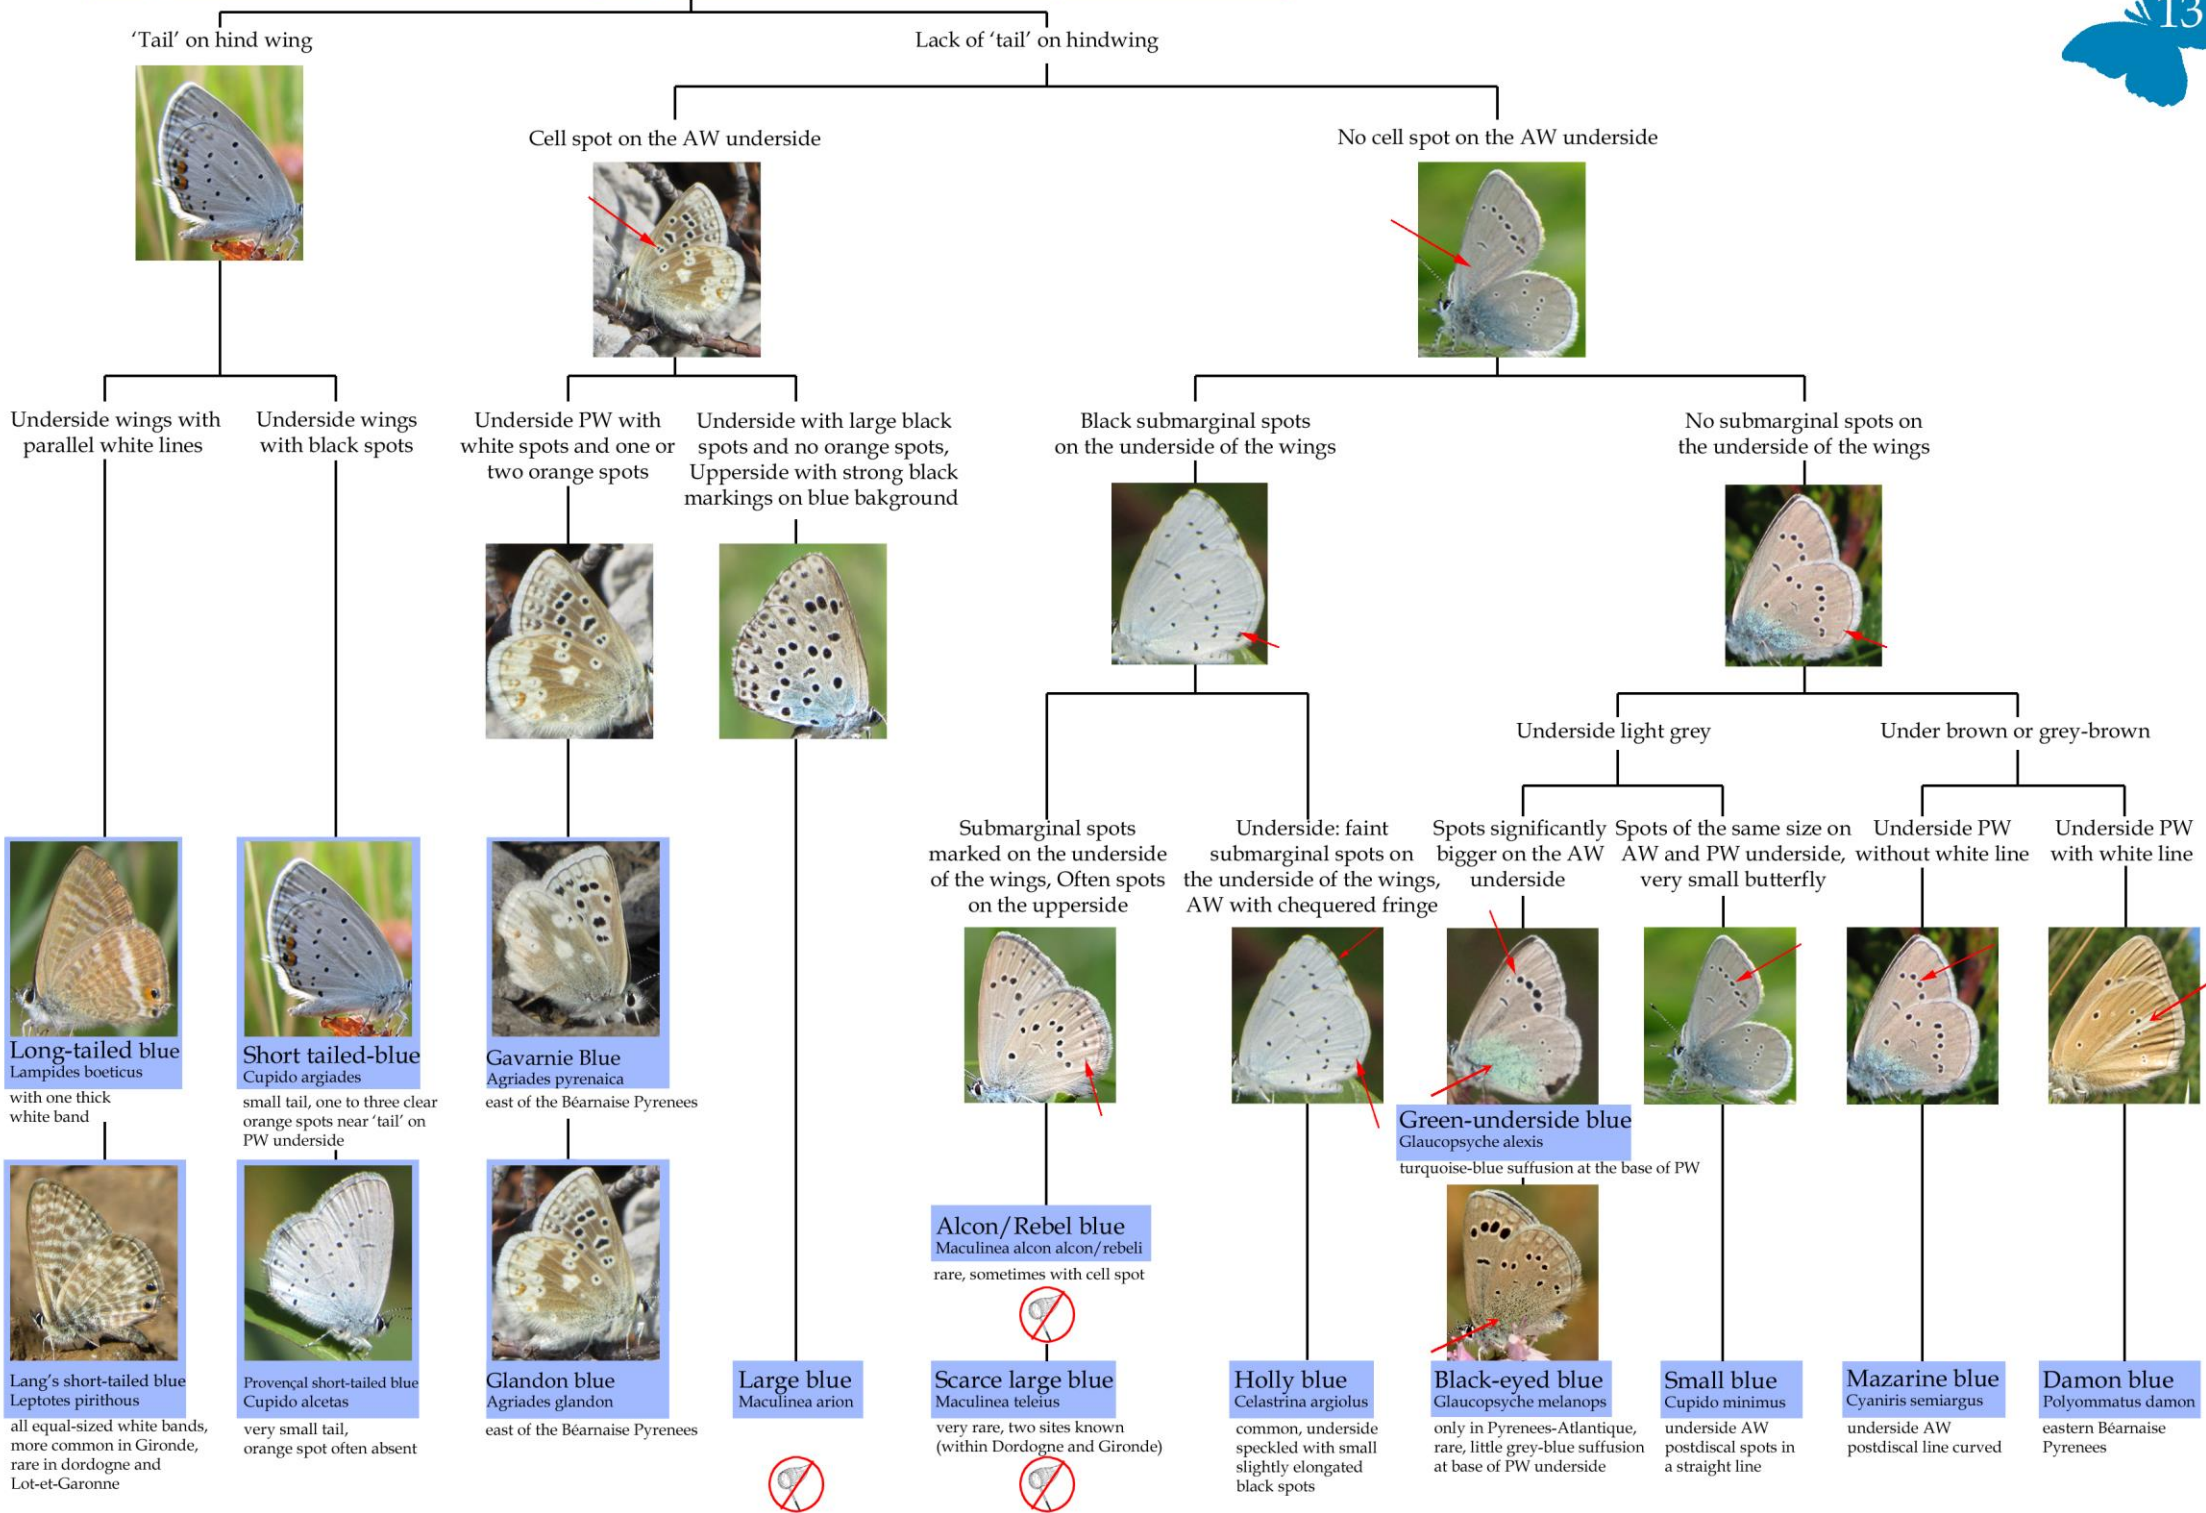 13
'Tail' on hind wing
Lack of 'tail' on hindwing
Cell spot on the AW underside
No cell spot on the AW underside
Underside wings with
parallel white lines
Underside wings
with black spots
Underside PW with
white spots and one or
two orange spots
Underside with large black
spots and no orange spots,
Upperside with strong black
markings on blue bakground
Black submarginal spots
on the underside of the wings
No submarginal spots on
the underside of the wings
Underside light grey
Under brown or grey-brown
Submarginal spots
marked on the underside
of the wings, Often spots
on the upperside
Underside: faint
submarginal spots on
the underside of the wings,
AW with chequered fringe
Spots significantly
bigger on the AW
underside
Spots of the same size on
AW and PW underside,
very small butterfly
Underside PW
without white line
Underside PW
with white line
Long-tailed blue
Lampides boeticus
with one thick
white band
Short tailed-blue
Cupido argiades
small tail, one to three clear
orange spots near 'tail' on
PW underside
Gavarnie Blue
Agriades pyrenaica
east of the Béarnaise Pyrenees
Green-underside blue
Glaucopsyche alexis
turquoise-blue suffusion at the base of PW
Alcon/Rebel blue
Maculinea alcon alcon/rebeli
rare, sometimes with cell spot
Lang's short-tailed blue
Leptotes pirithous
all equal-sized white bands,
more common in Gironde,
rare in dordogne and
Lot-et-Garonne
Provençal short-tailed blue
Cupido alcetas
very small tail,
orange spot often absent
Glandon blue
Agriades glandon
east of the Béarnaise Pyrenees
Large blue
Maculinea arion
Scarce large blue
Maculinea teleius
very rare, two sites known
(within Dordogne and Gironde)
Holly blue
Celastrina argiolus
common, underside
speckled with small
slightly elongated
black spots
Black-eyed blue
Glaucopsyche melanops
only in Pyrenees-Atlantique,
rare, little grey-blue suffusion
at base of PW underside
Small blue
Cupido minimus
underside AW
postdiscal spots in
a straight line
Mazarine blue
Cyaniris semiargus
underside AW
postdiscal line curved
Damon blue
Polyommatus damon
eastern Béarnaise
Pyrenees